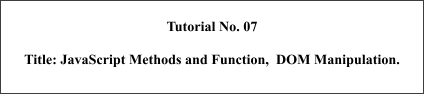 Tutorial No. 07
Title: JavaScript Methods and Function,  DOM Manipulation.